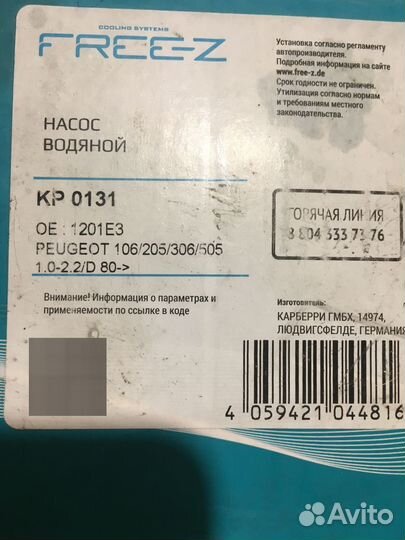 COOLING SYSTEMS
FREE-Z
Установка согласно регламенту
автопроизводителя.
Подробная информация на сайте
www.free-z.de
Срок годности не ограничен.
Утилизация согласно нормам
и требованиям местного
законодательства.
НАСОС
ВОДЯНОЙ
KP 0131
OE : 1201E3
PEUGEOT 106/205/306/505
1.0-2.2/D 80->
ГОРЯЧАЯ ЛИНИЯ
8 804 333 73 76
Внимание! Информация о параметрах и
применяемости по ссылке в коде
Изготовитель:
КАРБЕРРИ ГМБХ, 14974,
ЛЮДВИГСФЕЛЬДЕ, ГЕРМАНИЯ
4 059421 044816
Avito